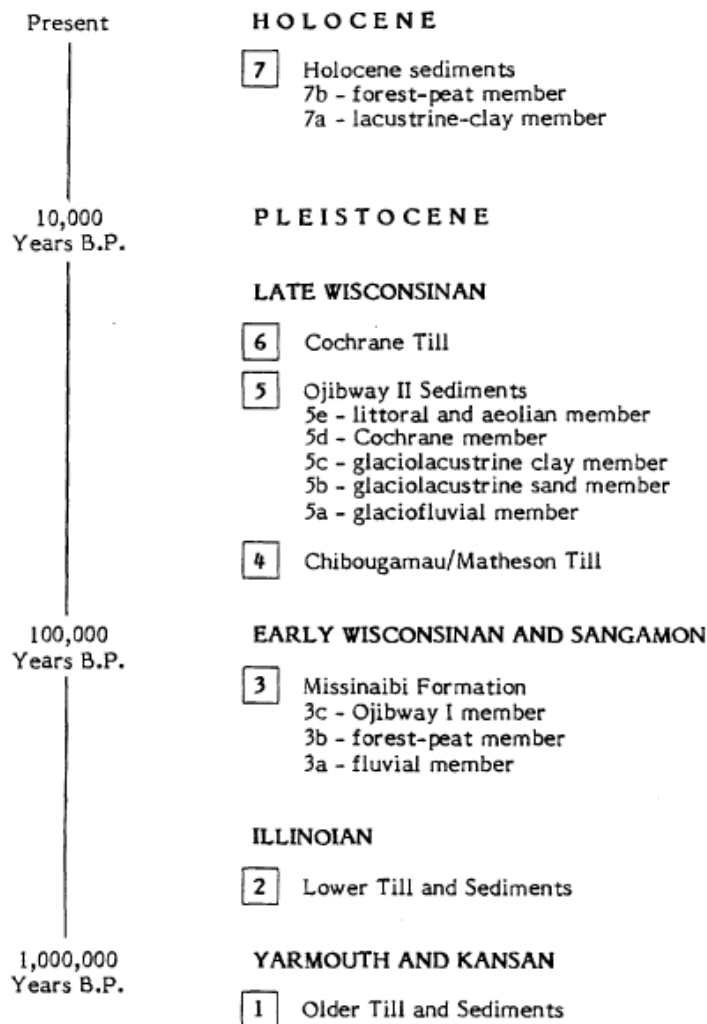 Present HOLOCENE
7 Holocene sediments
7b - forest-peat member
7a - lacustrine-clay member
10,000 PLEISTOCENE
Years B.P.
LATE WISCONSINAN
6 Cochrane Till
5 Ojibway II Sediments
5e - littoral and aeolian member
5d - Cochrane member
5c - glaciolacustrine clay member
5b - glaciolacustrine sand member
5a - glaciofluvial member
4 Chibougamau/Matheson Till
100,000 EARLY WISCONSINAN AND SANGAMON
Years B.P.
3 Missinaibi Formation
3c - Ojibway I member
3b - forest-peat member
3a - fluvial member
ILLINOIAN
2 Lower Till and Sediments
1,000,000 YARMOUTH AND KANSAN
Years B.P.
1 Older Till and Sediments